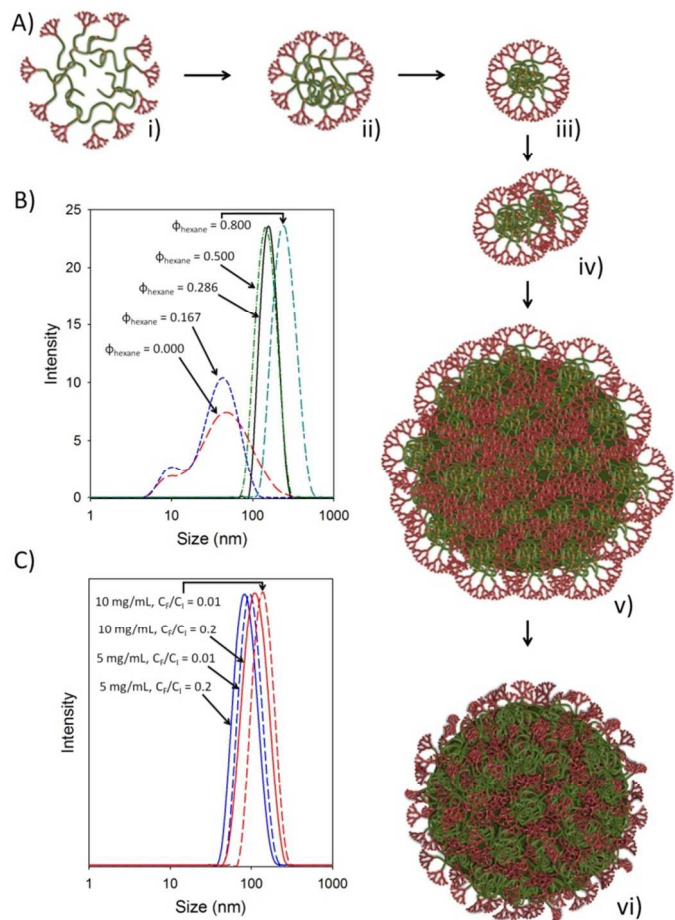 A)
i)
ii)
iii)
iv)
B)
25
20
15
10
5
0
Intensity
ϕhexane = 0.800
ϕhexane = 0.500
ϕhexane = 0.286
ϕhexane = 0.167
ϕhexane = 0.000
1
10
100
1000
Size (nm)
v)
C)
Intensity
10 mg/mL, CF/CI = 0.01
10 mg/mL, CF/CI = 0.2
5 mg/mL, CF/CI = 0.01
5 mg/mL, CF/CI = 0.2
1
10
100
1000
Size (nm)
vi)